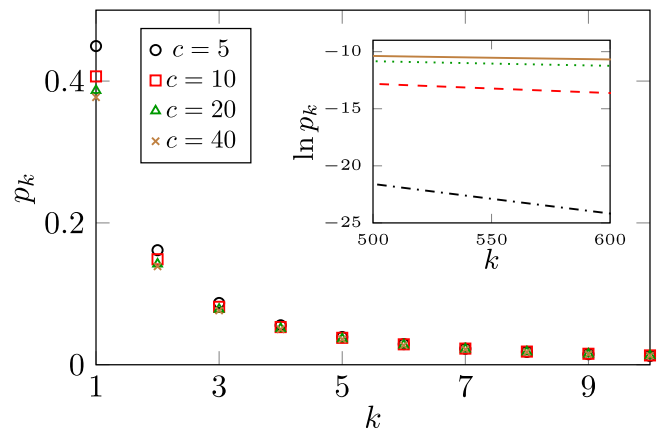 c = 5
c = 10
c = 20
c = 40
0.4
0.2
0
p_k
1 3 5 7 9
k
−10
−15
−20
−25
ln p_k
500 550 600
k